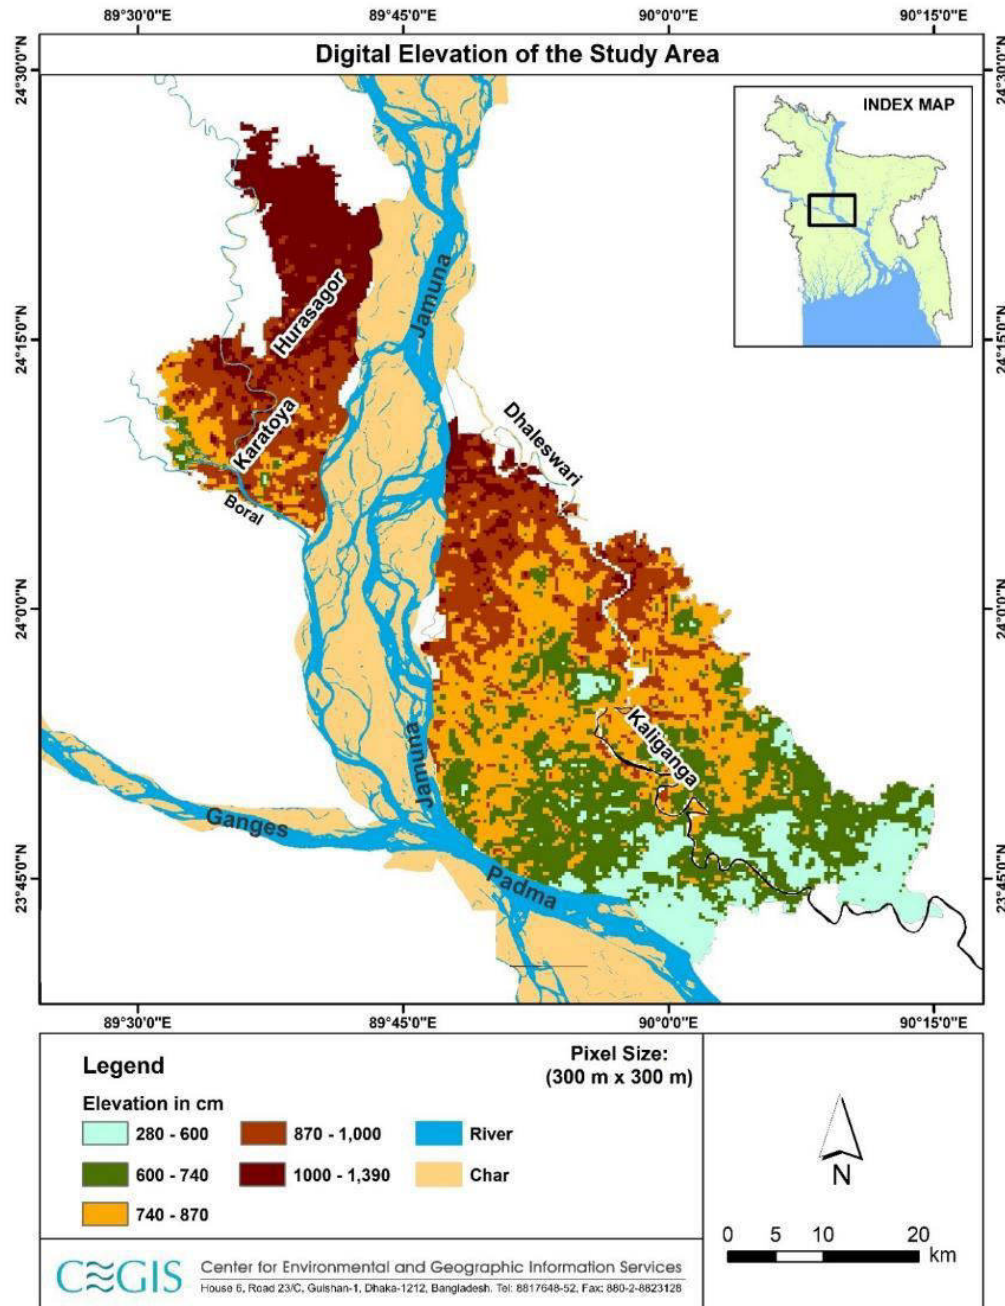 89°30'0"E 89°45'0"E 90°0'0"E 90°15'0"E
Digital Elevation of the Study Area
24°30'0"N 24°30'0"N
INDEX MAP
Jamuna
Hurasagor
24°15'0"N 24°15'0"N
Karatoya
Dhaleswari
Boral
24°0'0"N 24°0'0"N
Kaliganga
Jamuna
Ganges
Padma
23°45'0"N 23°45'0"N
89°30'0"E 89°45'0"E 90°0'0"E 90°15'0"E
Legend
Pixel Size:
(300 m x 300 m)
Elevation in cm
280 - 600 870 - 1,000 River
600 - 740 1000 - 1,390 Char
740 - 870
N
0 5 10 20
km
CEGIS Center for Environmental and Geographic Information Services
House 6, Road 23/C, Gulshan-1, Dhaka-1212, Bangladesh. Tel: 8817648-52, Fax: 880-2-8823128